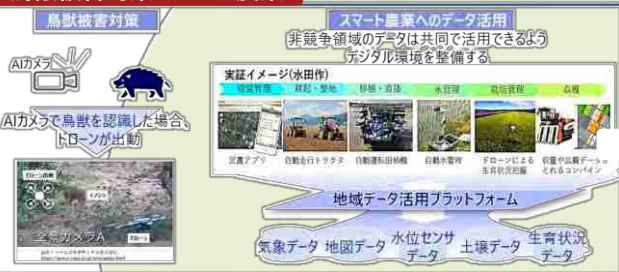 鳥獣被害対策
スマート農業へのデータ活用
非競争領域のデータは共同で活用できるよう
デジタル環境を整備する
AIカメラ
AIカメラで鳥獣を認識した場合、
ドローンが出動
実証イメージ(水田作)
経営管理
耕起・整地
移植・直播
水管理
栽培管理
収穫
営農アプリ
自動走行トラクタ
自動運転田植機
自動水管理
ドローンによる
生育状況把握
収量や品質データが
とれるコンバイン
地域データ活用プラットフォーム
気象データ
地図データ
水位センサ
データ
土壌データ
生育状況
データ
イノシシ
ドローン